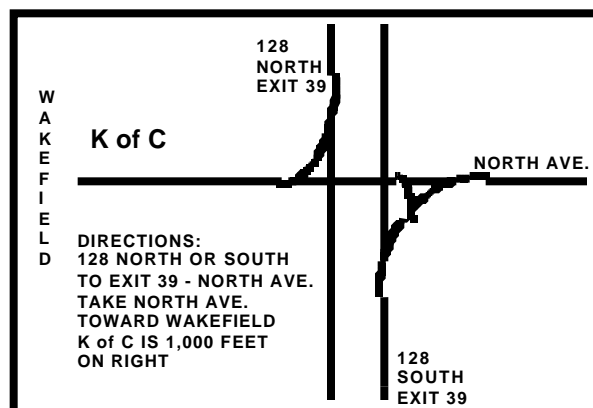 128
NORTH
EXIT 39
WAKEFIELD
K of C
NORTH AVE.
DIRECTIONS:
128 NORTH OR SOUTH
TO EXIT 39 - NORTH AVE.
TAKE NORTH AVE.
TOWARD WAKEFIELD
K of C IS 1,000 FEET
ON RIGHT
128
SOUTH
EXIT 39